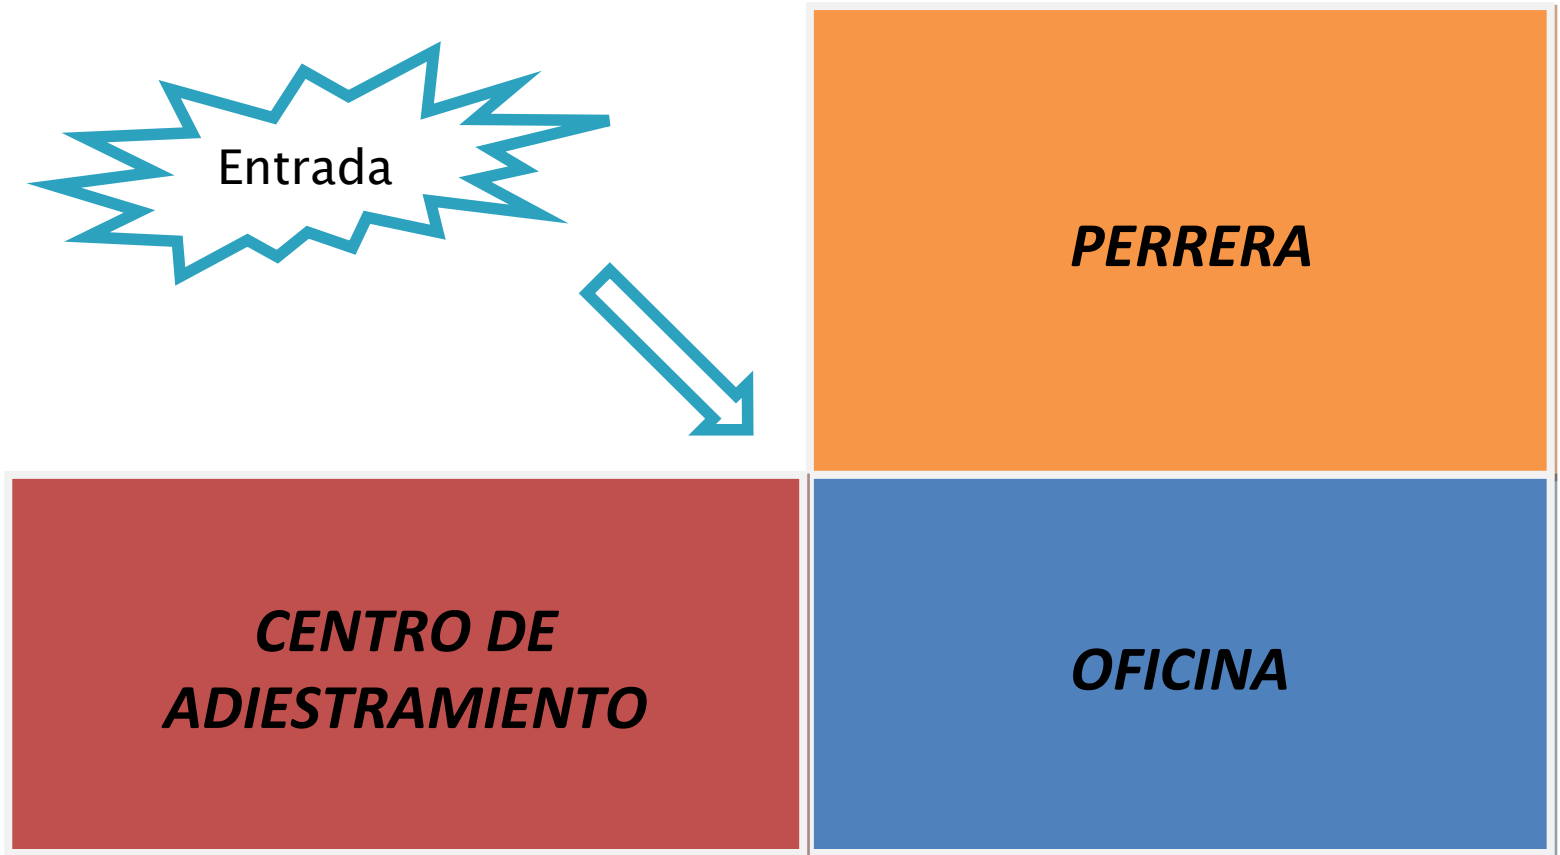 Entrada
PERRERA
CENTRO DE
ADIESTRAMIENTO
OFICINA